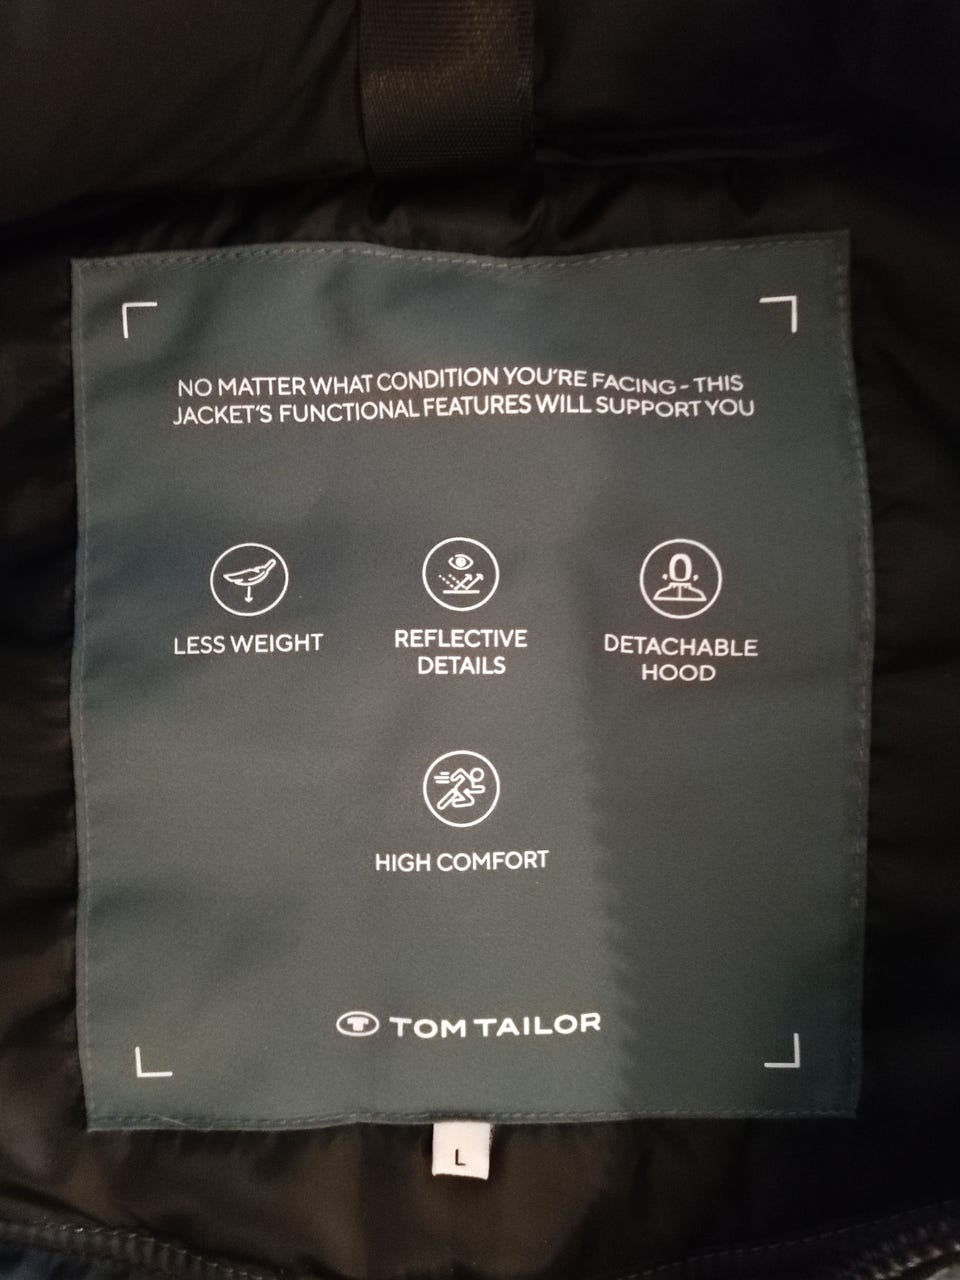 NO MATTER WHAT CONDITION YOU'RE FACING - THIS
JACKET'S FUNCTIONAL FEATURES WILL SUPPORT YOU
LESS WEIGHT
REFLECTIVE
DETAILS
DETACHABLE
HOOD
HIGH COMFORT
TOM TAILOR
L